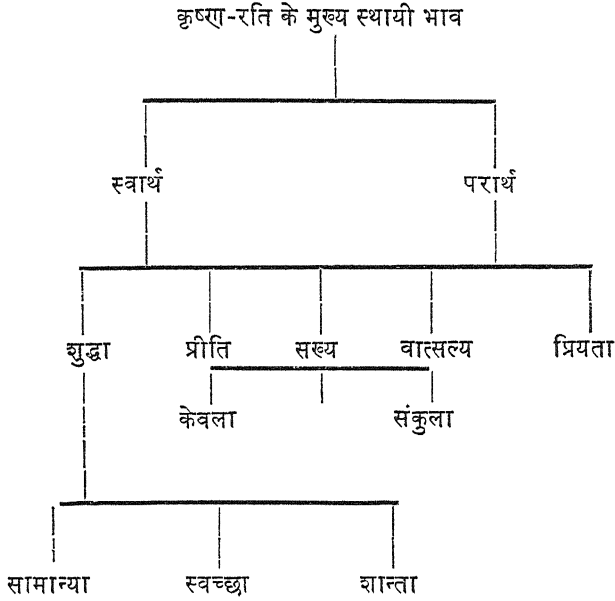 कृष्ण-रति के मुख्य स्थायी भाव
स्वार्थ परार्थ
शुद्धा प्रीति सख्य वात्सल्य प्रियता
केवला संकुला
सामान्या स्वच्छा शान्ता